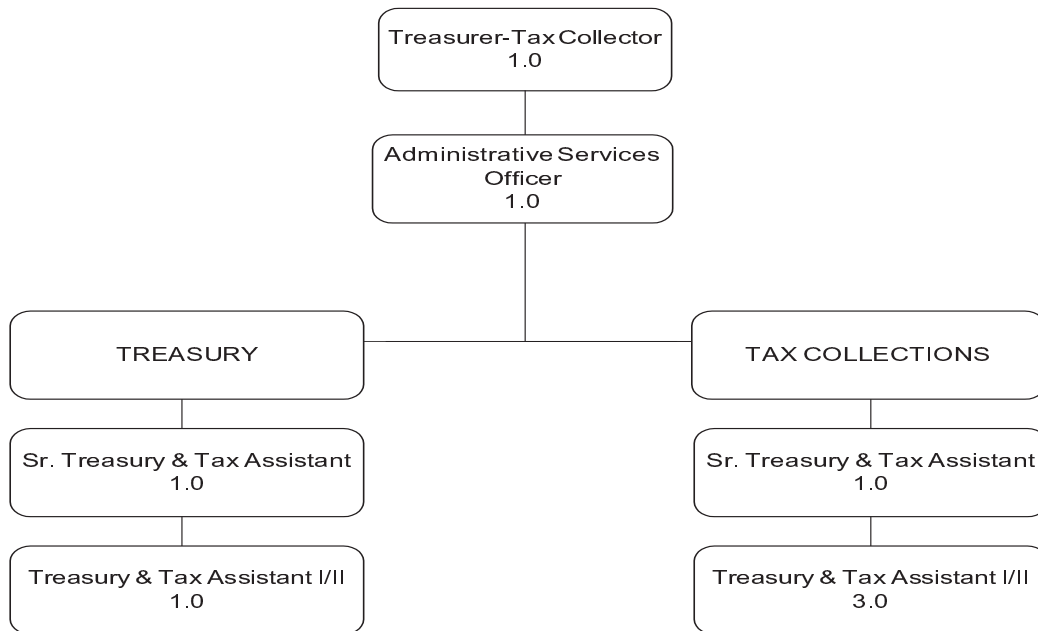 Treasurer-Tax Collector
1.0
Administrative Services
Officer
1.0
TREASURY
TAX COLLECTIONS
Sr. Treasury & Tax Assistant
1.0
Sr. Treasury & Tax Assistant
1.0
Treasury & Tax Assistant I/II
1.0
Treasury & Tax Assistant I/II
3.0